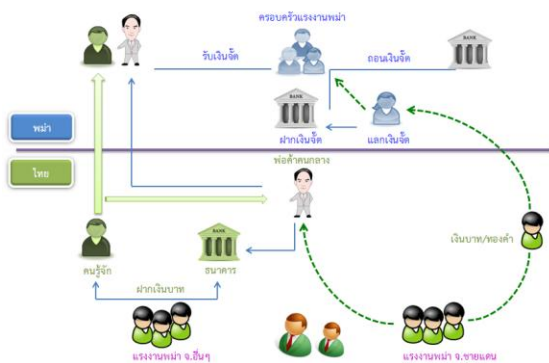 ครอบครัวแรงงานพม่า
รับเงินจั๊ด
ถอนเงินจั๊ด
BANK
BANK
พม่า
ฝากเงินจั๊ด
แลกเงินจั๊ด
ไทย
พ่อค้าคนกลาง
BANK
เงินบาท/ทองคำ
คนรู้จัก
ธนาคาร
ฝากเงินบาท
แรงงานพม่า จ.อื่นๆ
แรงงานพม่า จ.ชายแดน